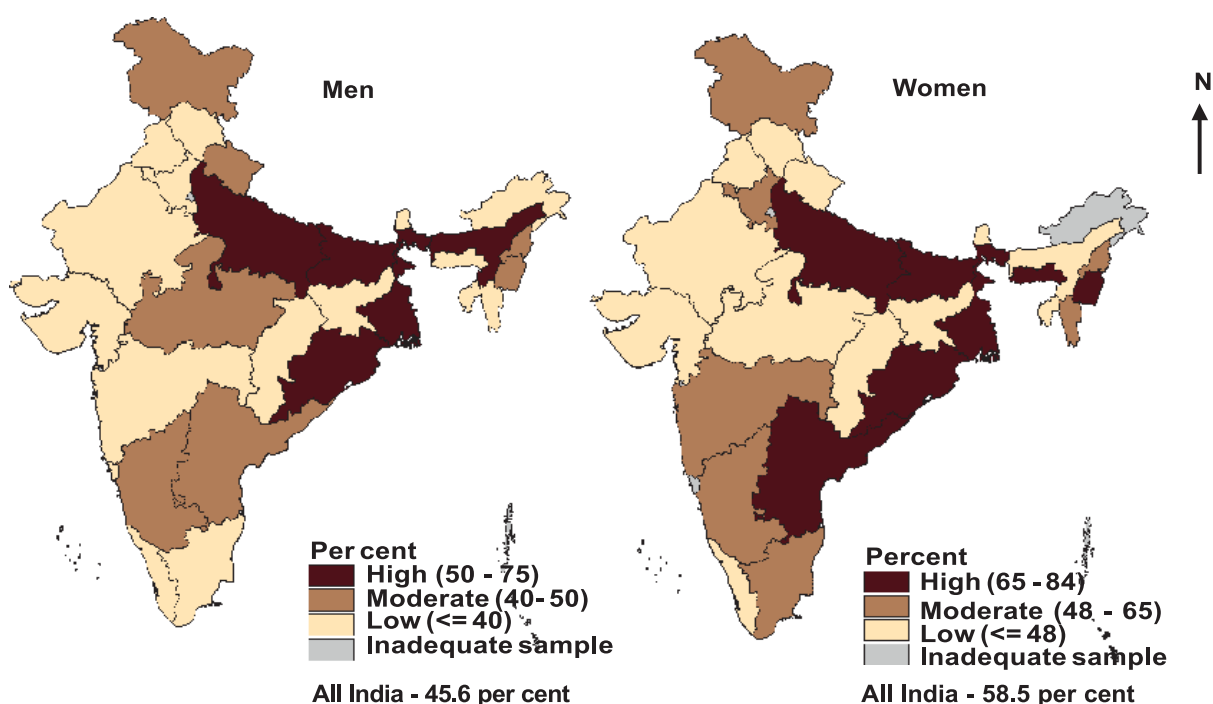 Men
Women
N
Per cent
High (50 - 75)
Moderate (40- 50)
Low (<= 40)
Inadequate sample
All India - 45.6 per cent
Percent
High (65 - 84)
Moderate (48 - 65)
Low (<= 48)
Inadequate sample
All India - 58.5 per cent